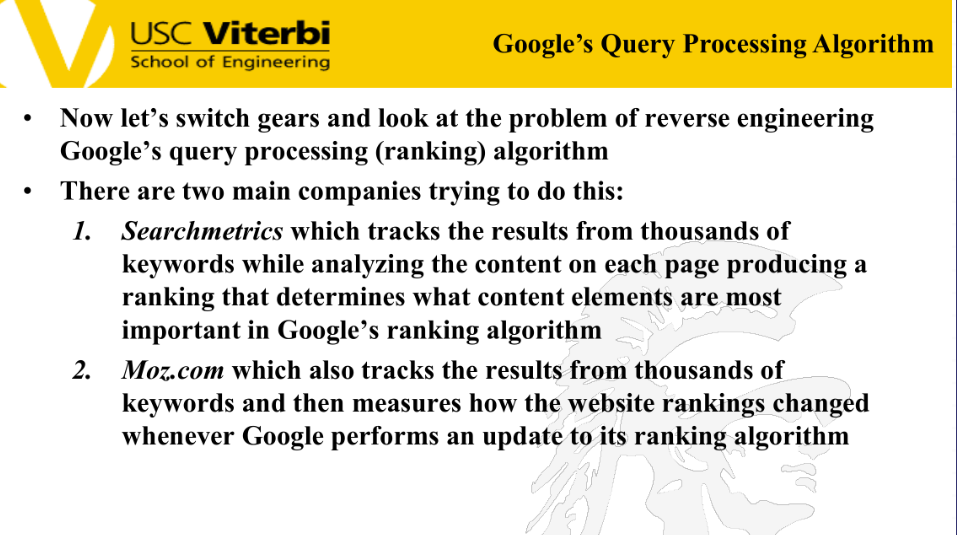 USC Viterbi
School of Engineering
Google’s Query Processing Algorithm
• Now let’s switch gears and look at the problem of reverse engineering
Google’s query processing (ranking) algorithm
• There are two main companies trying to do this:
1. Searchmetrics which tracks the results from thousands of
keywords while analyzing the content on each page producing a
ranking that determines what content elements are most
important in Google’s ranking algorithm
2. Moz.com which also tracks the results from thousands of
keywords and then measures how the website rankings changed
whenever Google performs an update to its ranking algorithm